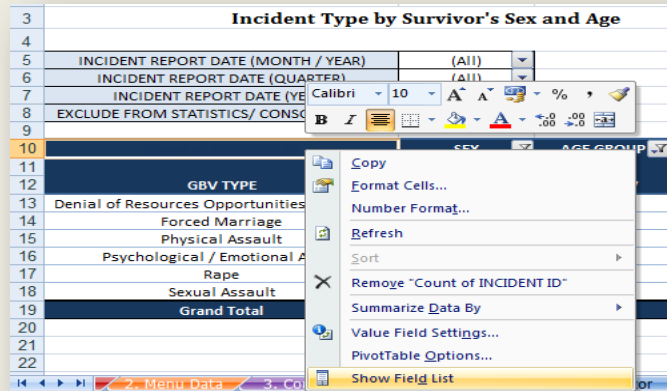 3 Incident Type by Survivor's Sex and Age
4
5 INCIDENT REPORT DATE (MONTH / YEAR) (All)
6 INCIDENT REPORT DATE (QUARTER) (All)
7 INCIDENT REPORT DATE (YE
Calibri 10 A A % ,
8 EXCLUDE FROM STATISTICS/ CONSO
B I A .00 .0
9
10 SEX AGE GROUP
11
Copy
12 GBV TYPE
Format Cells...
13 Denial of Resources Opportunities
Number Format...
14 Forced Marriage
15 Physical Assault
Refresh
16 Psychological / Emotional A
Sort
17 Rape
Remove "Count of INCIDENT ID"
18 Sexual Assault
Summarize Data By
19 Grand Total
20
Value Field Settings...
21
PivotTable Options...
22
2. Menu Data 3. Co
Show Field List
or